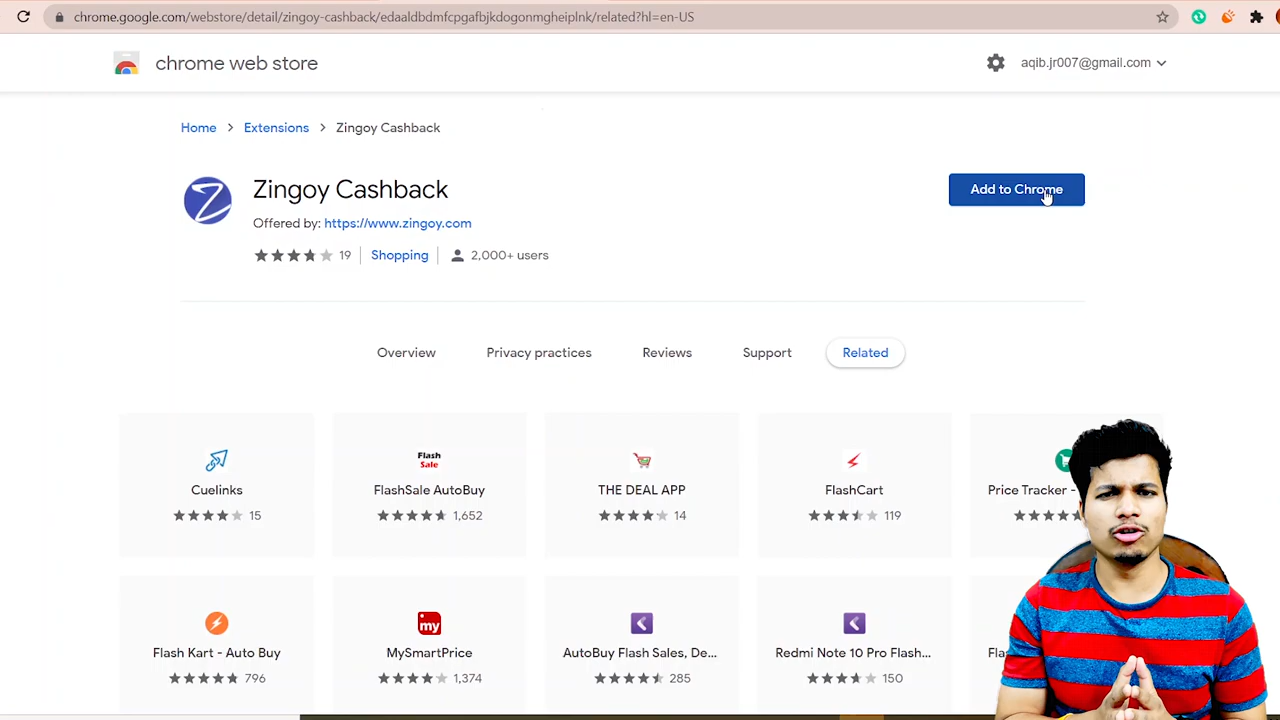 chrome.google.com/webstore/detail/zingoy-cashback/edaaldbdmfcpgafbjkdogonmgheiplnk/related?hl=en-US
chrome web store
aqib.jr007@gmail.com
Home > Extensions > Zingoy Cashback
Zingoy Cashback
Add to Chrome
Offered by: https://www.zingoy.com
19 Shopping 2,000+ users
Overview Privacy practices Reviews Support Related
Flash
Sale
Cuelinks FlashSale AutoBuy THE DEAL APP FlashCart Price Tracker -
15 1,652 14 119
my
Flash Kart - Auto Buy MySmartPrice AutoBuy Flash Sales, De... Redmi Note 10 Pro Flash...
796 1,374 285 150